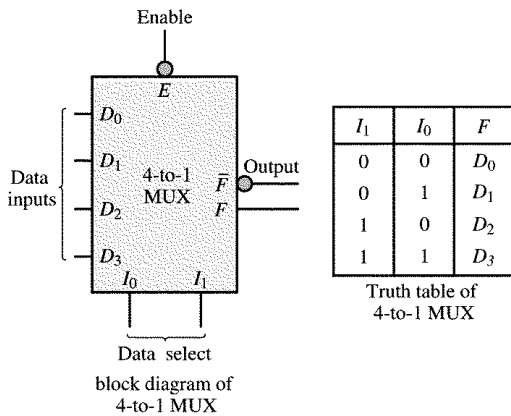 Enable
E
D₀
D₁
D₂
D₃
Data
inputs
4-to-1
MUX
F̅
F
Output
I₀ I₁
Data select
block diagram of
4-to-1 MUX
I₁ I₀ F
0 0 D₀
0 1 D₁
1 0 D₂
1 1 D₃
Truth table of
4-to-1 MUX